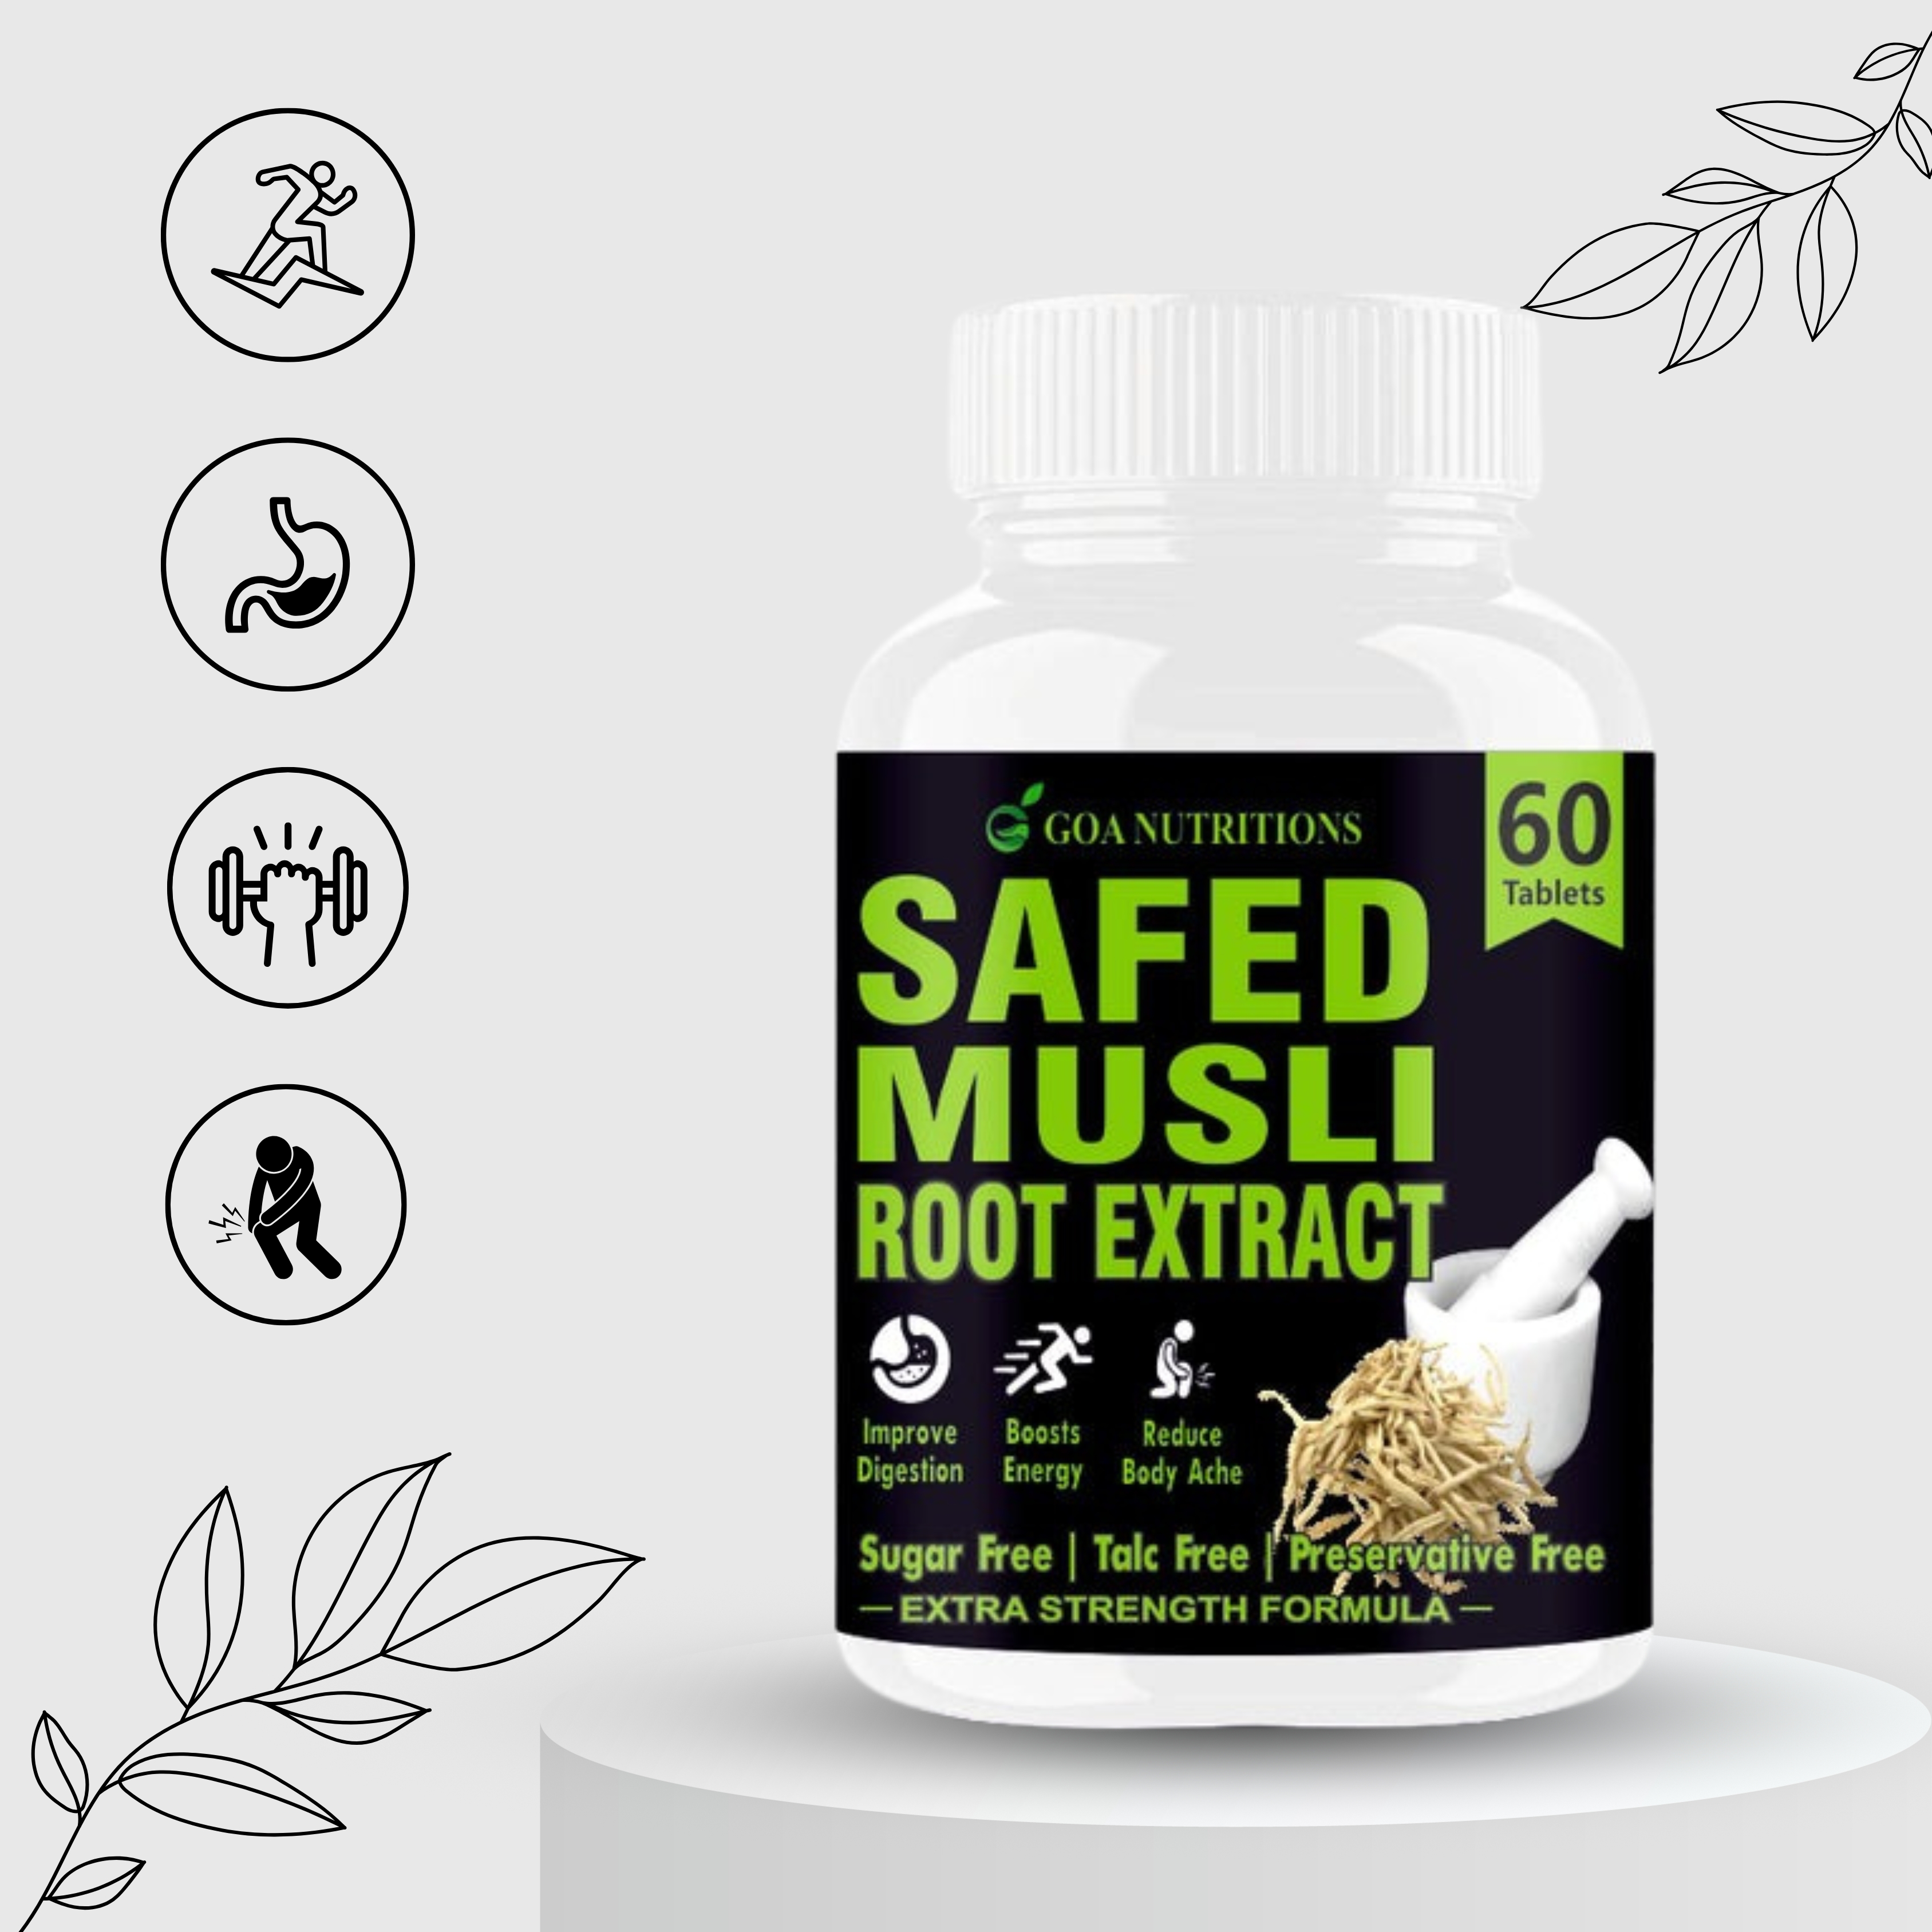 GOA NUTRITIONS
60
Tablets
SAFED
MUSLI
ROOT EXTRACT
Improve
Digestion
Boosts
Energy
Reduce
Body Ache
Sugar Free | Talc Free | Preservative Free
— EXTRA STRENGTH FORMULA —